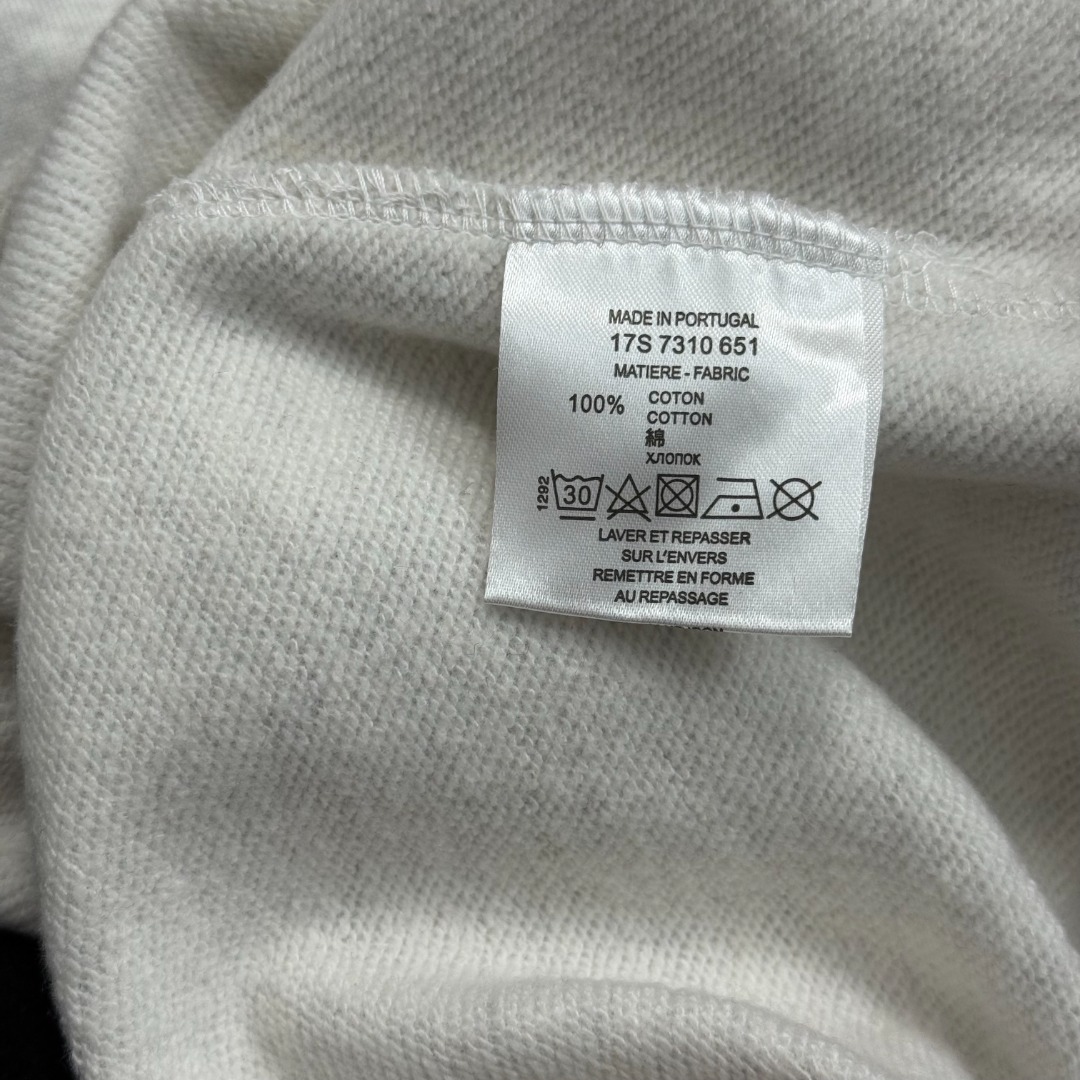 MADE IN PORTUGAL
17S 7310 651
MATIERE - FABRIC
100% COTON
COTTON
綿
хлопок
1292
30
LAVER ET REPASSER
SUR L'ENVERS
REMETTRE EN FORME
AU REPASSAGE